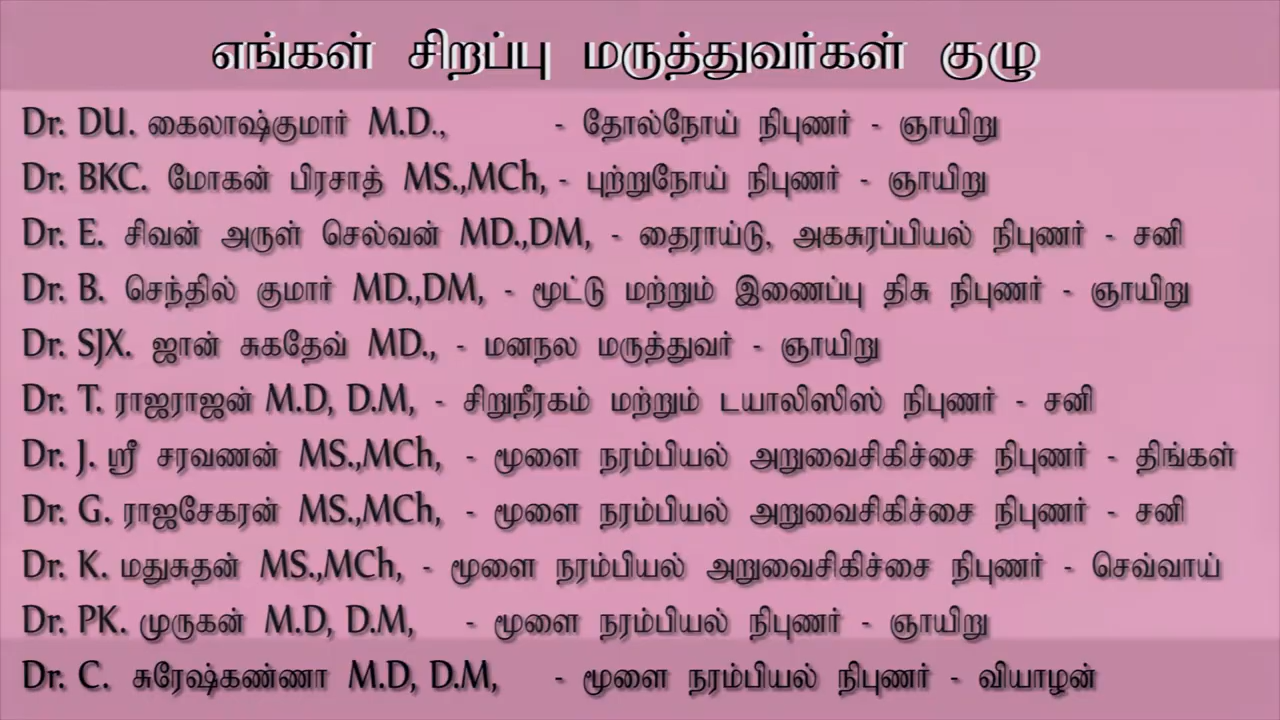 எங்கள் சிறப்பு மருத்துவர்கள் குழு
Dr. DU. கைலாஷ்குமார் M.D., - தோல்நோய் நிபுணர் - ஞாயிறு
Dr. BKC. மோகன் பிரசாத் MS.,MCh, - புற்றுநோய் நிபுணர் - ஞாயிறு
Dr. E. சிவன் அருள் செல்வன் MD.,DM, - தைராய்டு, அகசுரப்பியல் நிபுணர் - சனி
Dr. B. செந்தில் குமார் MD.,DM, - மூட்டு மற்றும் இணைப்பு திசு நிபுணர் - ஞாயிறு
Dr. SJX. ஜான் சுகதேவ் MD., - மனநல மருத்துவர் - ஞாயிறு
Dr. T. ராஜராஜன் M.D, D.M, - சிறுநீரகம் மற்றும் டயாலிஸிஸ் நிபுணர் - சனி
Dr. J. ஸ்ரீ சரவணன் MS.,MCh, - மூளை நரம்பியல் அறுவைசிகிச்சை நிபுணர் - திங்கள்
Dr. G. ராஜசேகரன் MS.,MCh, - மூளை நரம்பியல் அறுவைசிகிச்சை நிபுணர் - சனி
Dr. K. மதுசுதன் MS.,MCh, - மூளை நரம்பியல் அறுவைசிகிச்சை நிபுணர் - செவ்வாய்
Dr. PK. முருகன் M.D, D.M, - மூளை நரம்பியல் நிபுணர் - ஞாயிறு
Dr. C. சுரேஷ்கண்ணா M.D, D.M, - மூளை நரம்பியல் நிபுணர் - வியாழன்